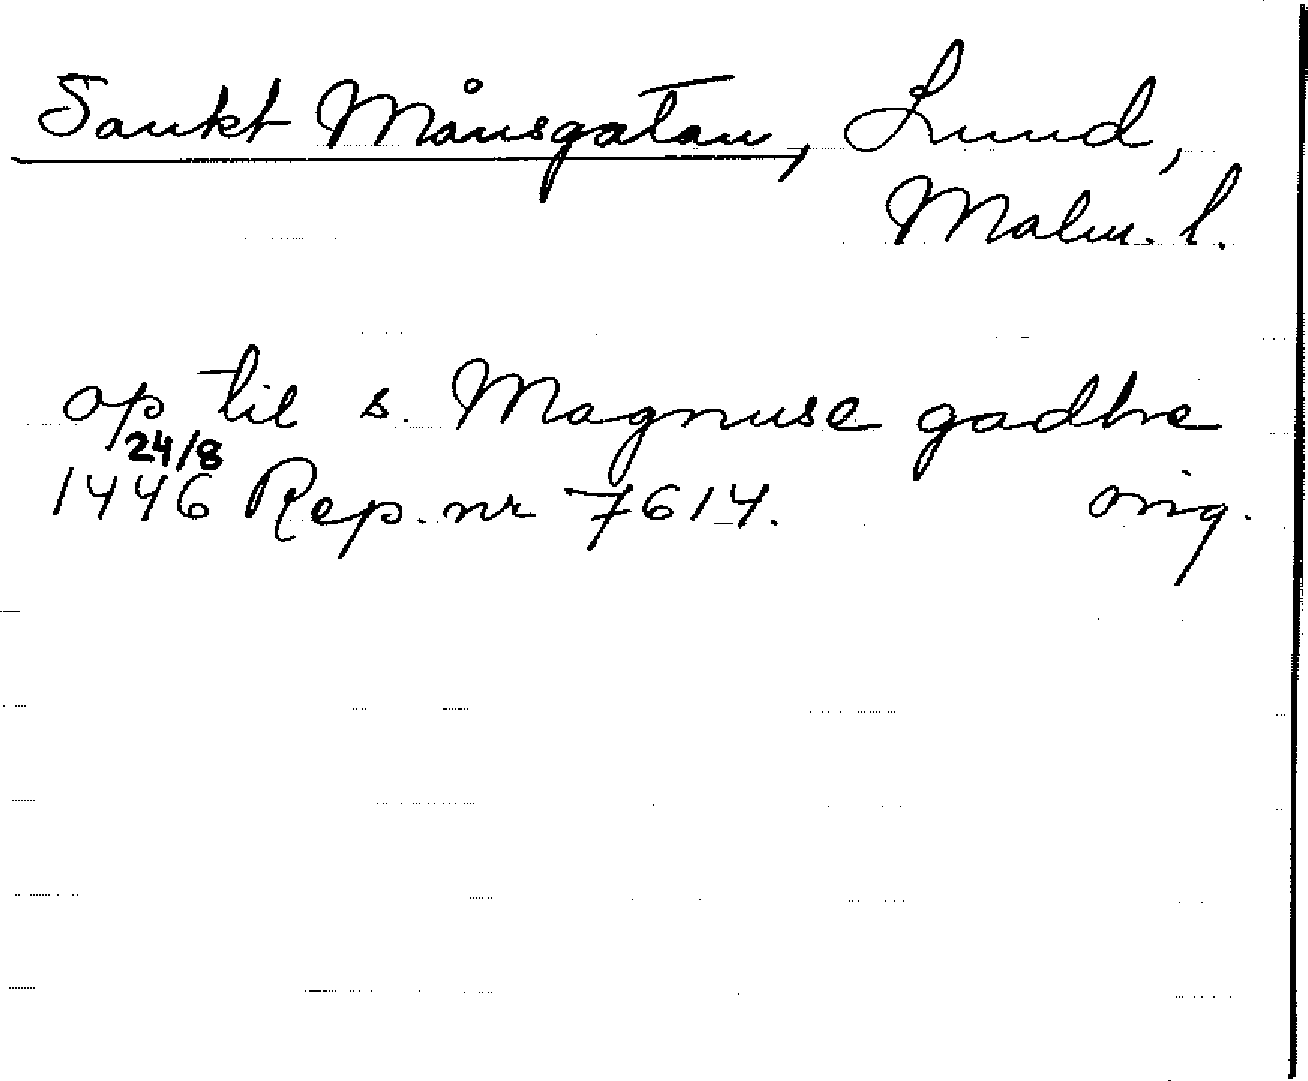 Sankt Månsgatan, Lund,
Malm. l.
op til s. Magnuse gadhe
24/8
1446 Rep. nr 7614. orig.